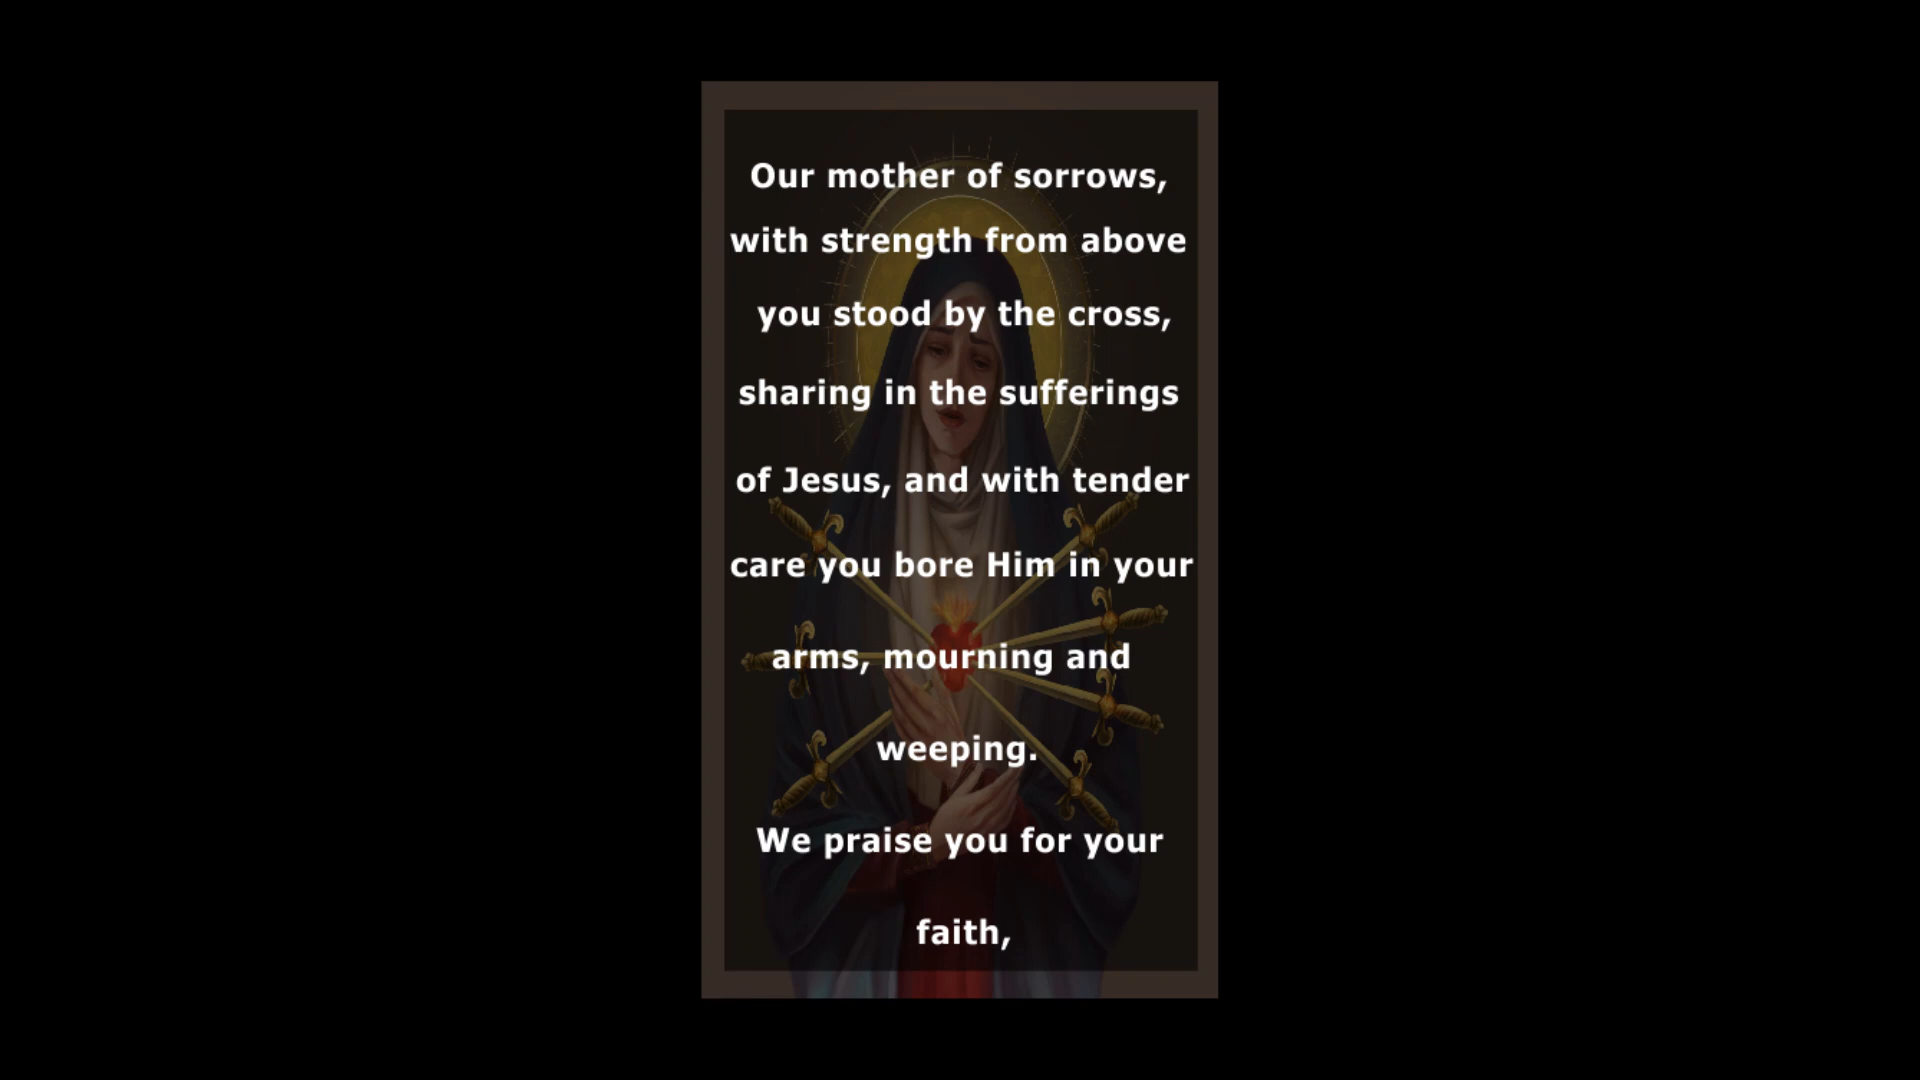 Our mother of sorrows,
with strength from above
you stood by the cross,
sharing in the sufferings
of Jesus, and with tender
care you bore Him in your
arms, mourning and
weeping.
We praise you for your
faith,